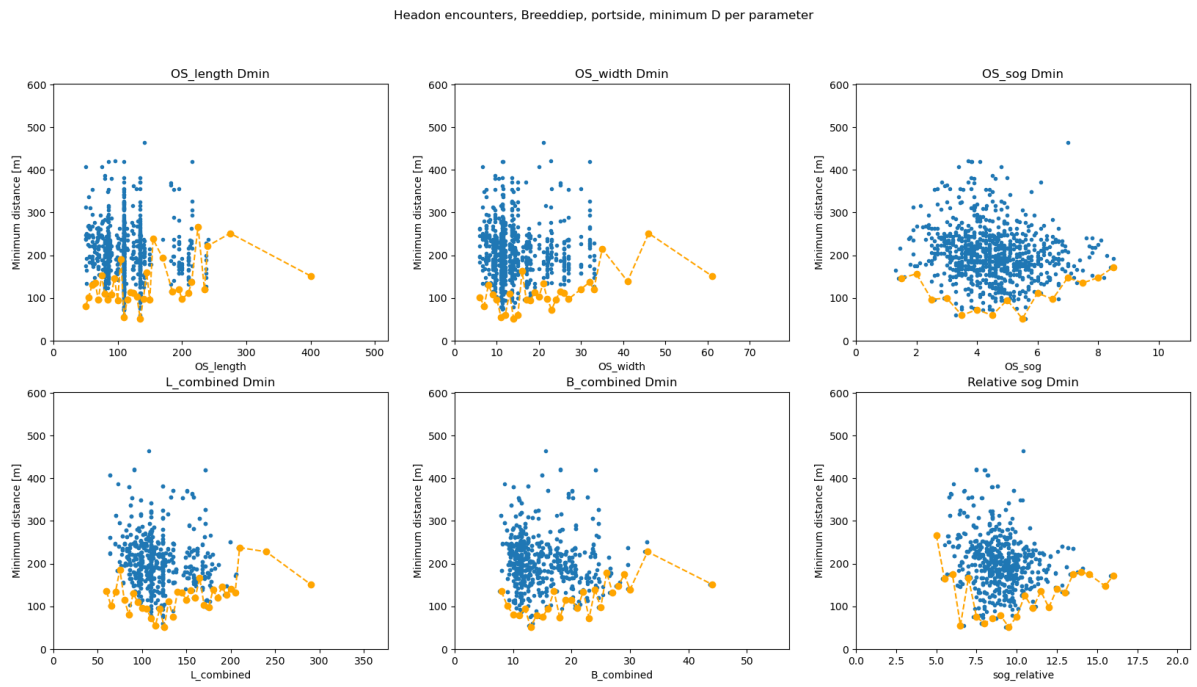 Headon encounters, Breeddiep, portside, minimum D per parameter
OS_length Dmin
Minimum distance [m]
600
500
400
300
200
100
0
0 100 200 300 400 500
OS_length
OS_width Dmin
Minimum distance [m]
600
500
400
300
200
100
0
0 10 20 30 40 50 60 70
OS_width
OS_sog Dmin
Minimum distance [m]
600
500
400
300
200
100
0
0 2 4 6 8 10
OS_sog
L_combined Dmin
Minimum distance [m]
600
500
400
300
200
100
0
0 50 100 150 200 250 300 350
L_combined
B_combined Dmin
Minimum distance [m]
600
500
400
300
200
100
0
0 10 20 30 40 50
B_combined
Relative sog Dmin
Minimum distance [m]
600
500
400
300
200
100
0
0.0 2.5 5.0 7.5 10.0 12.5 15.0 17.5 20.0
sog_relative